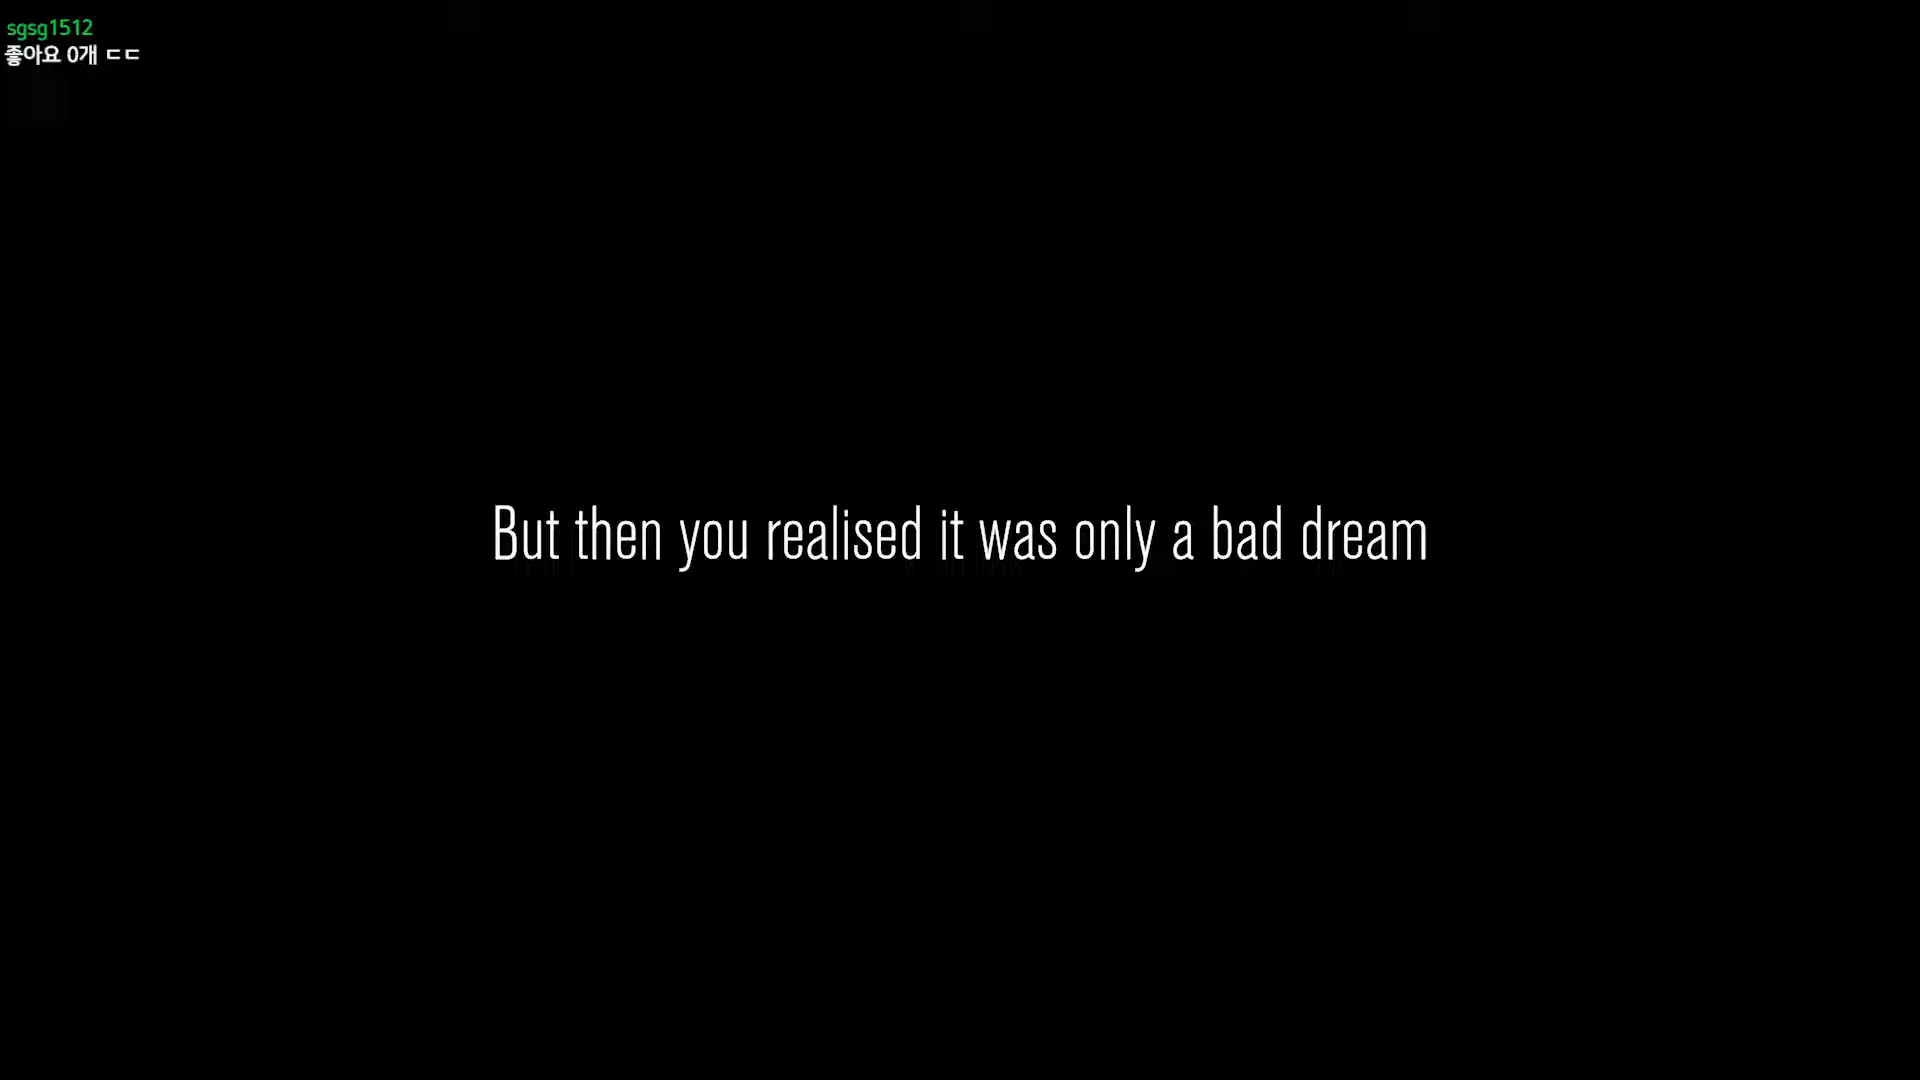 sgsg1512
좋아요 0개 ㄷㄷ
But then you realised it was only a bad dream